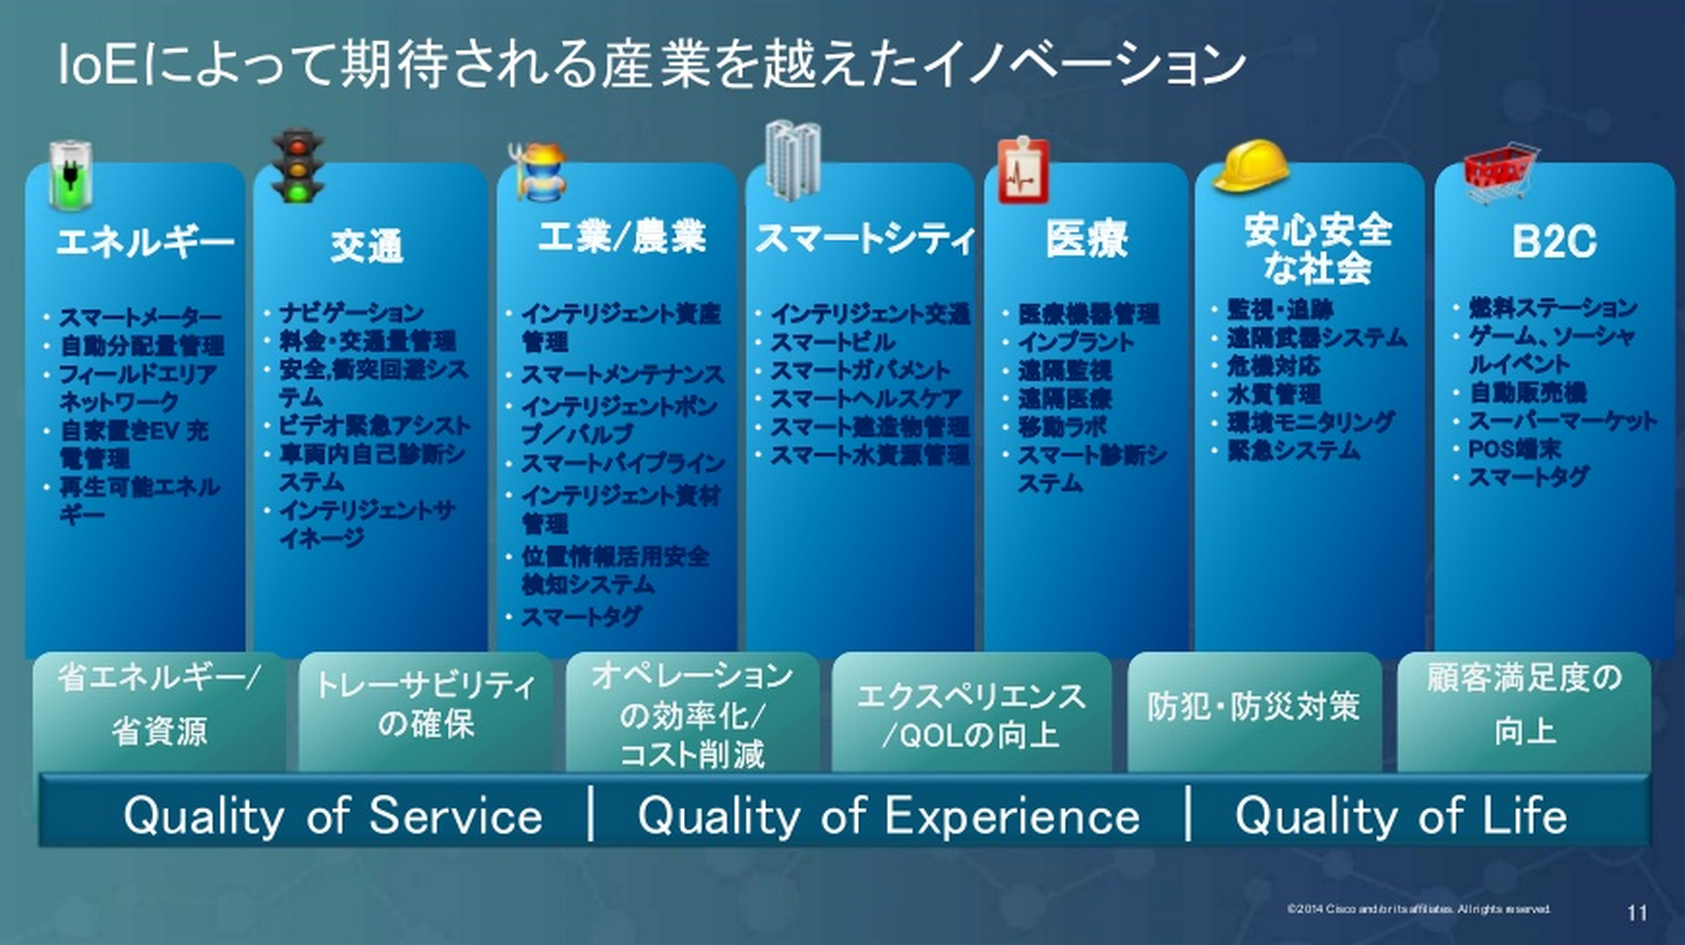 IoEによって期待される産業を越えたイノベーション
エネルギー
・スマートメーター
・自動分配量管理
・フィールドエリア
ネットワーク
・自家置きEV 充
電管理
・再生可能エネル
ギー
交通
・ナビゲーション
・料金・交通量管理
・安全,衝突回避シス
テム
・ビデオ緊急アシスト
・車両内自己診断シ
ステム
・インテリジェントサ
イネージ
工業/農業
・インテリジェント資産
管理
・スマートメンテナンス
・インテリジェントポン
プ／バルブ
・スマートパイプライン
・インテリジェント資材
管理
・位置情報活用安全
検知システム
・スマートタグ
スマートシティ
・インテリジェント交通
・スマートビル
・スマートガバメント
・スマートヘルスケア
・スマート建造物管理
・スマート水資源管理
医療
・医療機器管理
・インプラント
・遠隔監視
・遠隔医療
・移動ラボ
・スマート診断シ
ステム
安心安全
な社会
・監視・追跡
・遠隔武器システム
・危機対応
・水質管理
・環境モニタリング
・緊急システム
B2C
・燃料ステーション
・ゲーム、ソーシャ
ルイベント
・自動販売機
・スーパーマーケット
・POS端末
・スマートタグ
省エネルギー/
省資源
トレーサビリティ
の確保
オペレーション
の効率化/
コスト削減
エクスペリエンス
/QOLの向上
防犯・防災対策
顧客満足度の
向上
Quality of Service | Quality of Experience | Quality of Life
©2014 Cisco and/or its affiliates. All rights reserved.
11